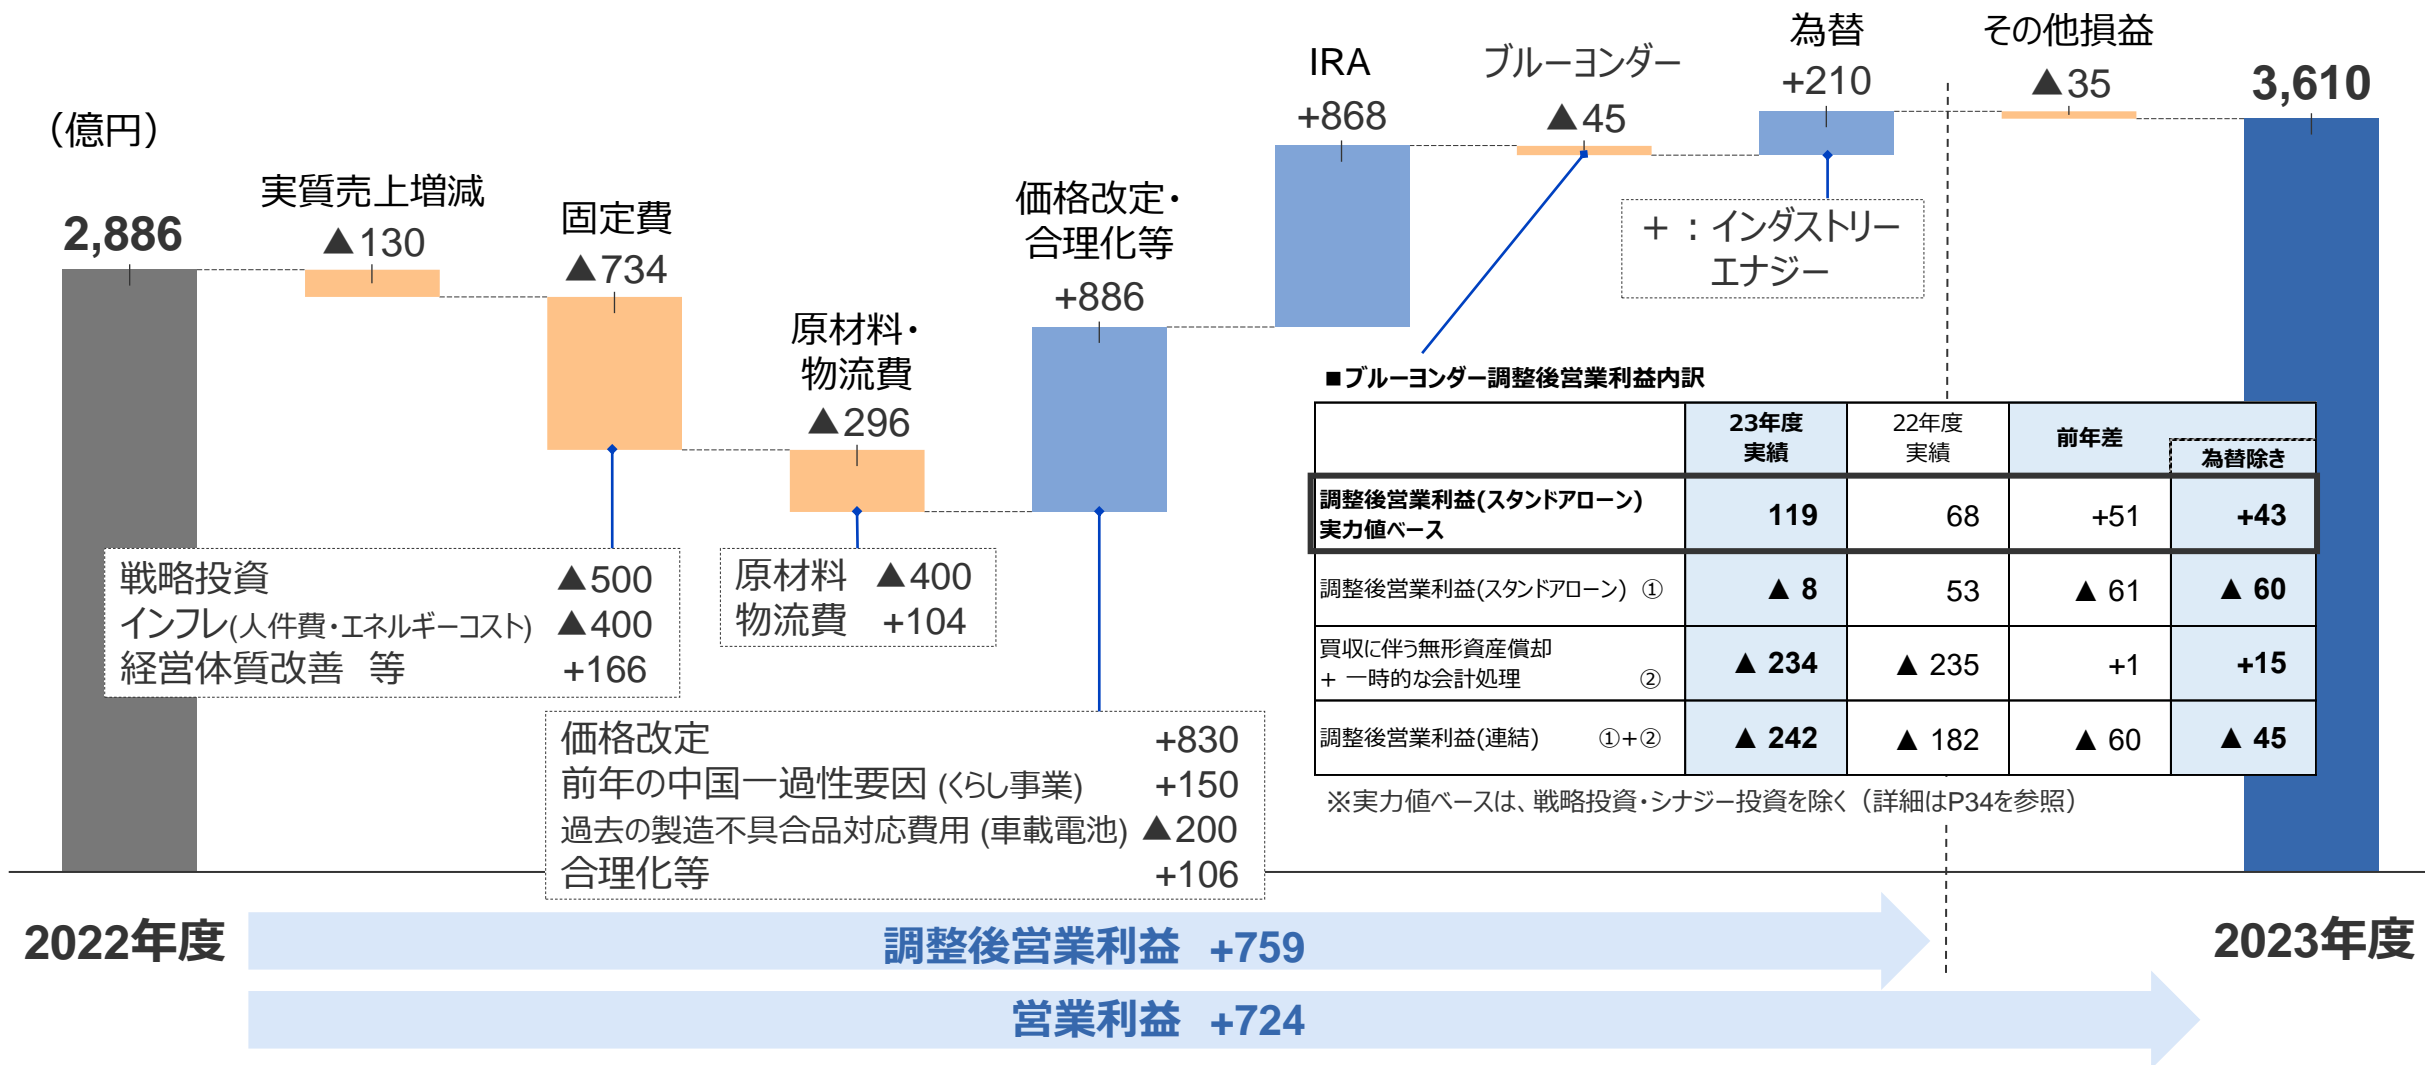 (億円)
2,886
実質売上増減
▲130
固定費
▲734
原材料・
物流費
▲296
価格改定・
合理化等
+886
IRA
+868
ブルーヨンダー
▲45
為替
+210
その他損益
▲35
3,610
+ : インダストリー
エナジー
戦略投資 ▲500
インフレ(人件費・エネルギーコスト) ▲400
経営体質改善 等 +166
原材料 ▲400
物流費 +104
価格改定 +830
前年の中国一過性要因 (くらし事業) +150
過去の製造不具合品対応費用 (車載電池) ▲200
合理化等 +106
■ブルーヨンダー調整後営業利益内訳
23年度
実績
22年度
実績
前年差
為替除き
調整後営業利益(スタンドアローン)
実力値ベース
119 68 +51 +43
調整後営業利益(スタンドアローン) ① ▲ 8 53 ▲ 61 ▲ 60
買収に伴う無形資産償却
+ 一時的な会計処理 ②
▲ 234 ▲ 235 +1 +15
調整後営業利益(連結) ①+② ▲ 242 ▲ 182 ▲ 60 ▲ 45
※実力値ベースは、戦略投資・シナジー投資を除く(詳細はP34を参照)
2022年度
調整後営業利益 +759
2023年度
営業利益 +724